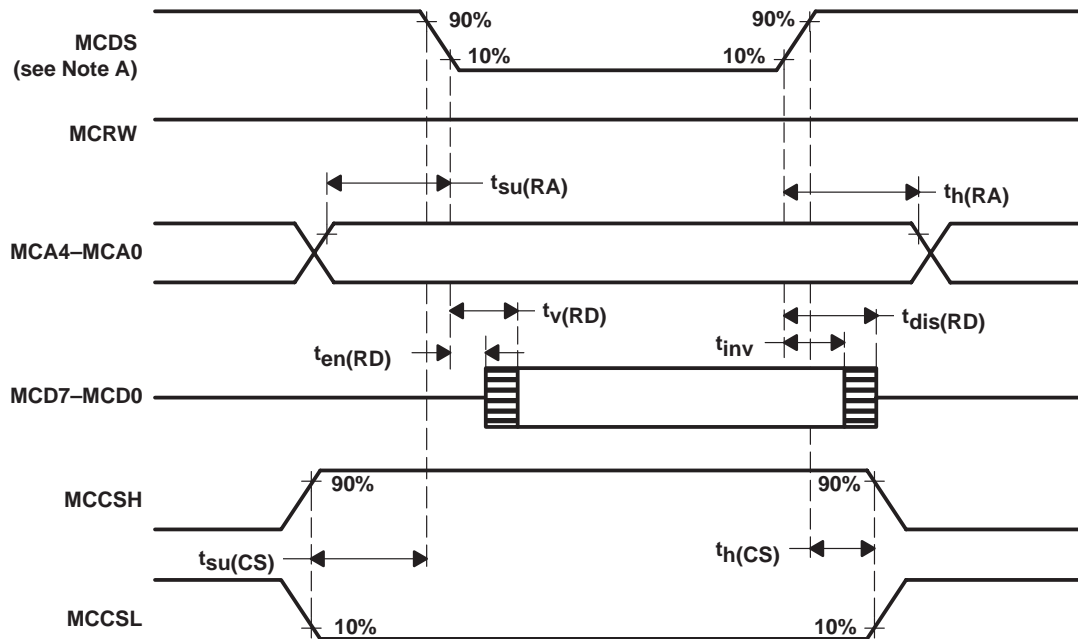 MCDS
(see Note A)
90%
90%
10%
10%
MCRW
tsu(RA)
th(RA)
MCA4–MCA0
tv(RD)
tdis(RD)
ten(RD)
tinv
MCD7–MCD0
MCCSH
90%
90%
tsu(CS)
th(CS)
MCCSL
10%
10%